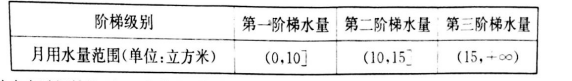 阶梯级别 第一阶梯水量 第二阶梯水量 第三阶梯水量
月用水量范围(单位:立方米) (0,10] (10,15] (15,+∞)